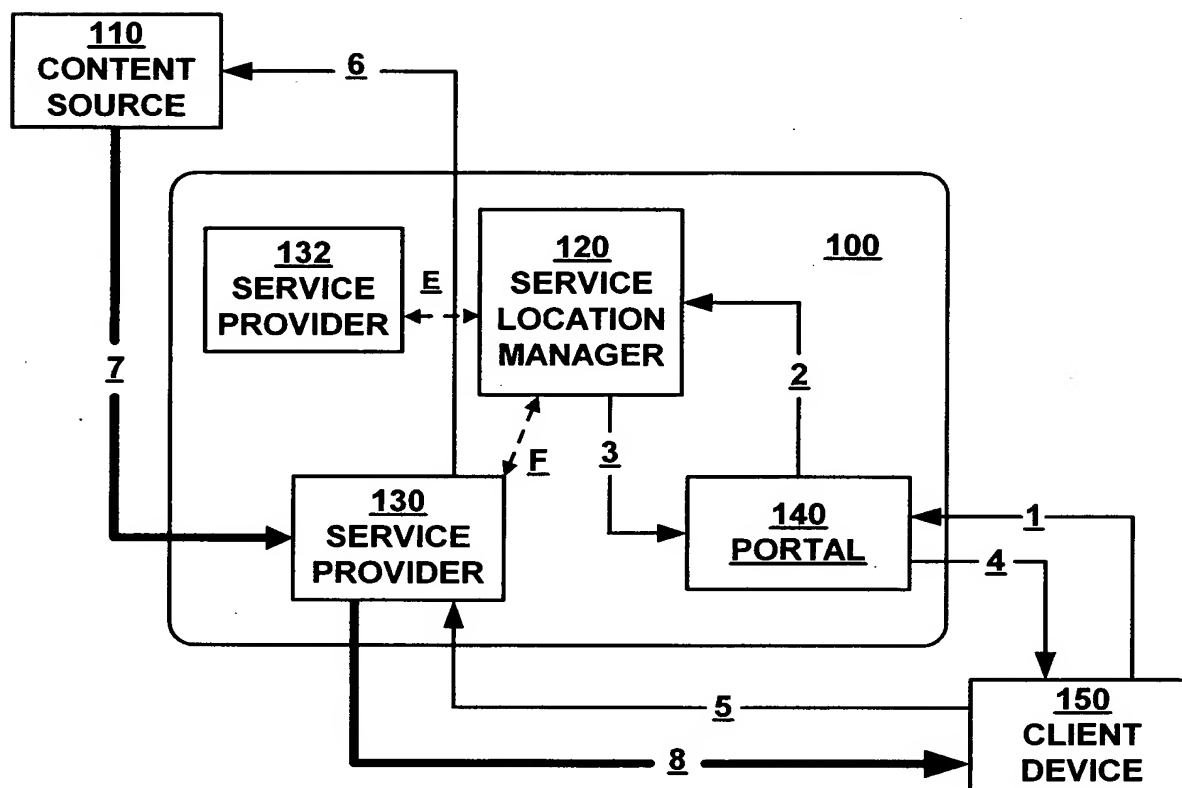 110
CONTENT
SOURCE
6
132
SERVICE
PROVIDER
E
120
SERVICE
LOCATION
MANAGER
100
7
2
3
F
130
SERVICE
PROVIDER
140
PORTAL
1
4
5
8
150
CLIENT
DEVICE